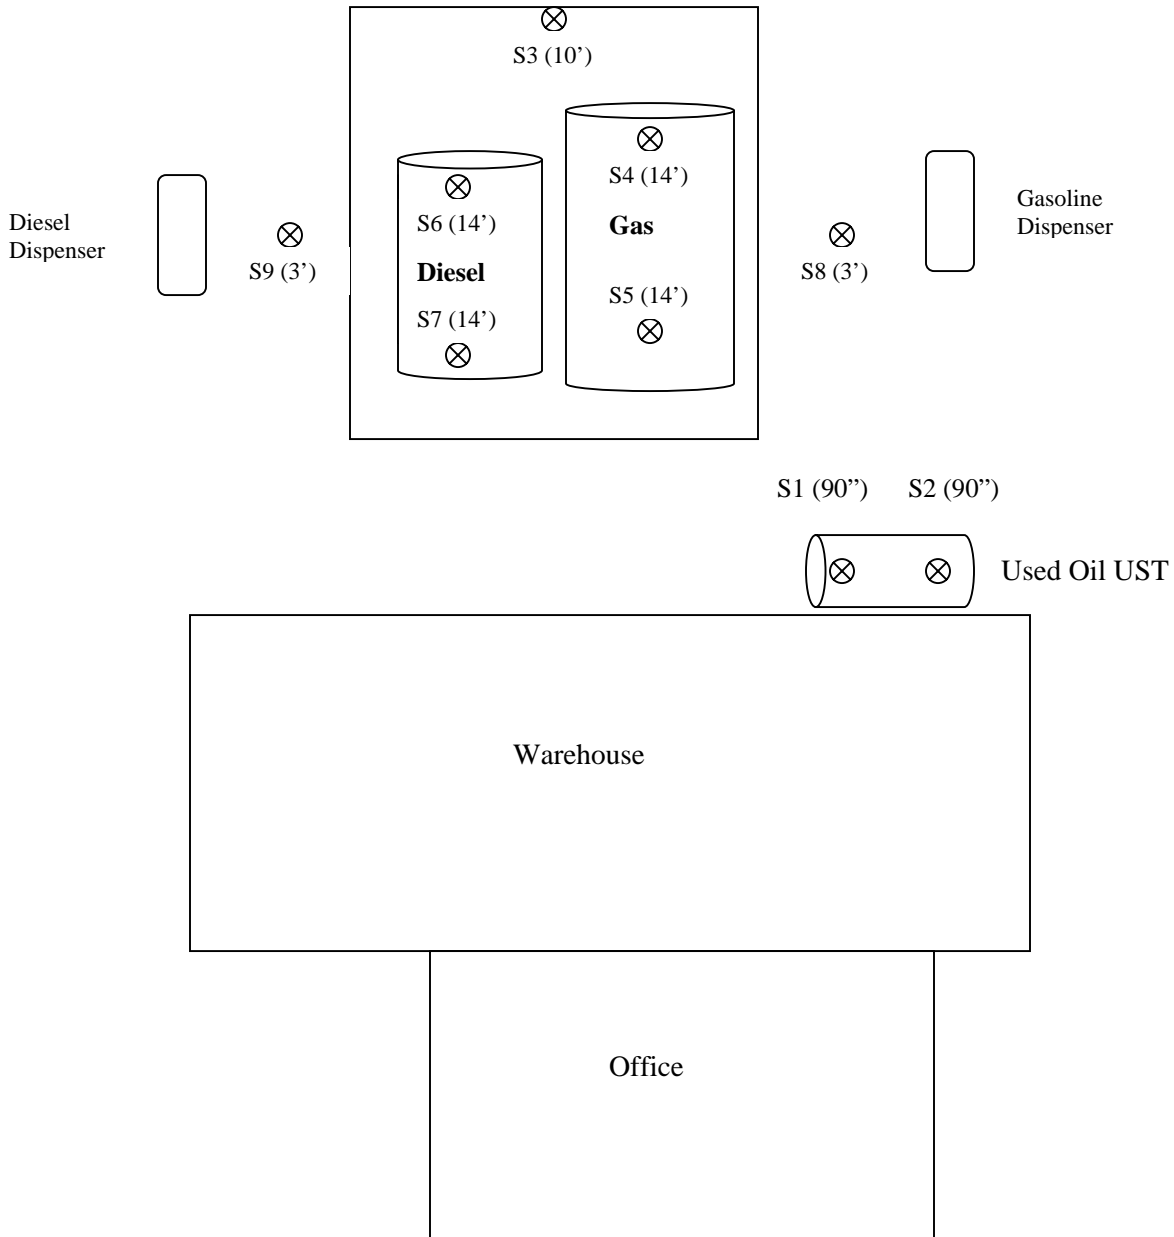 S3 (10’)
S4 (14’)
S6 (14’)
Gas
Diesel
Dispenser
Gasoline
Dispenser
S9 (3’)
Diesel
S8 (3’)
S5 (14’)
S7 (14’)
S1 (90”) S2 (90”)
Used Oil UST
Warehouse
Office